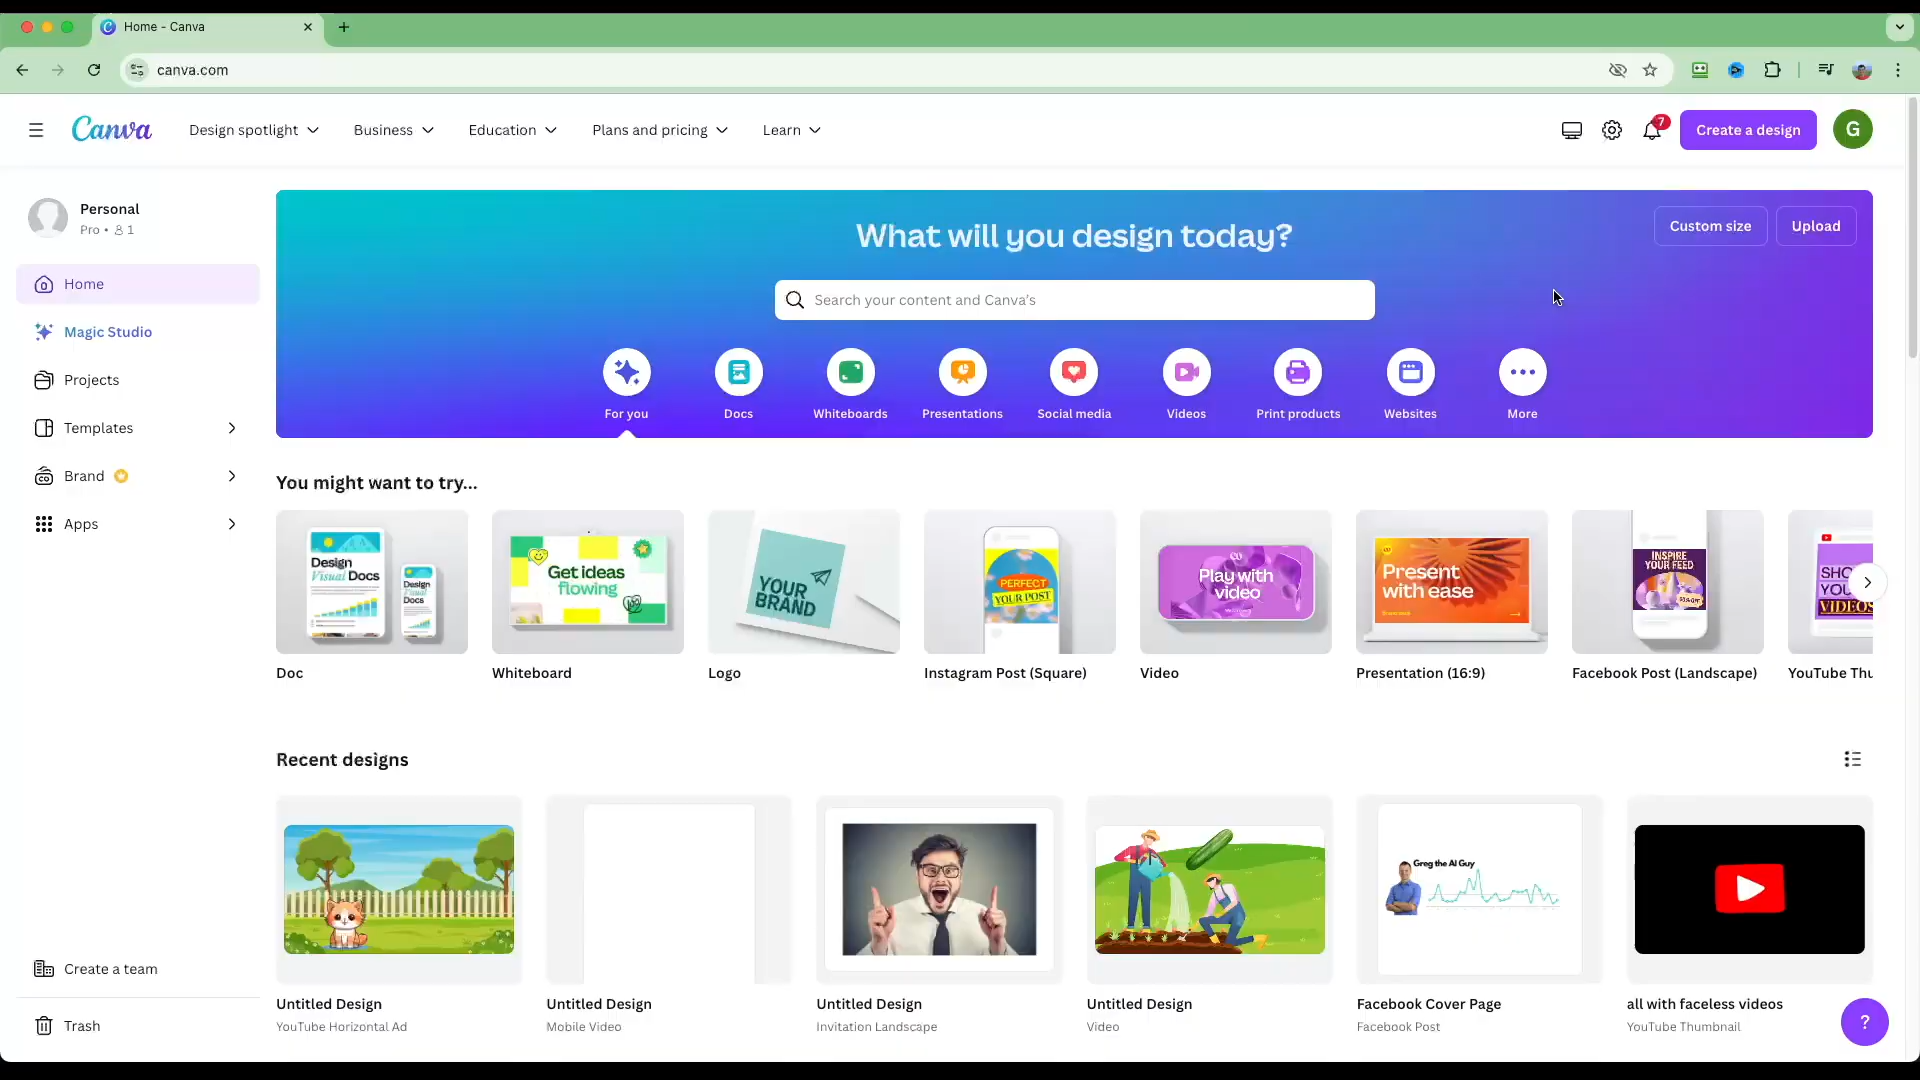 Home - Canva
canva.com
Canva
Design spotlight
Business
Education
Plans and pricing
Learn
7
Create a design
G
Personal
Pro • 1
Home
Magic Studio
Projects
Templates
Brand
Apps
Create a team
Trash
What will you design today?
Custom size
Upload
Search your content and Canva's
For you
Docs
Whiteboards
Presentations
Social media
Videos
Print products
Websites
More
You might want to try...
Design
Visual Docs
Design
Visual
Docs
Get ideas
flowing
YOUR
BRAND
PERFECT
YOUR POST
Play with
video
Present
with ease
INSPIRE
YOUR FEED
SHO
YOU
VIDEOS
Doc
Whiteboard
Logo
Instagram Post (Square)
Video
Presentation (16:9)
Facebook Post (Landscape)
YouTube Thu
Recent designs
Greg the AI Guy
Untitled Design
YouTube Horizontal Ad
Untitled Design
Mobile Video
Untitled Design
Invitation Landscape
Untitled Design
Video
Facebook Cover Page
Facebook Post
all with faceless videos
YouTube Thumbnail
?